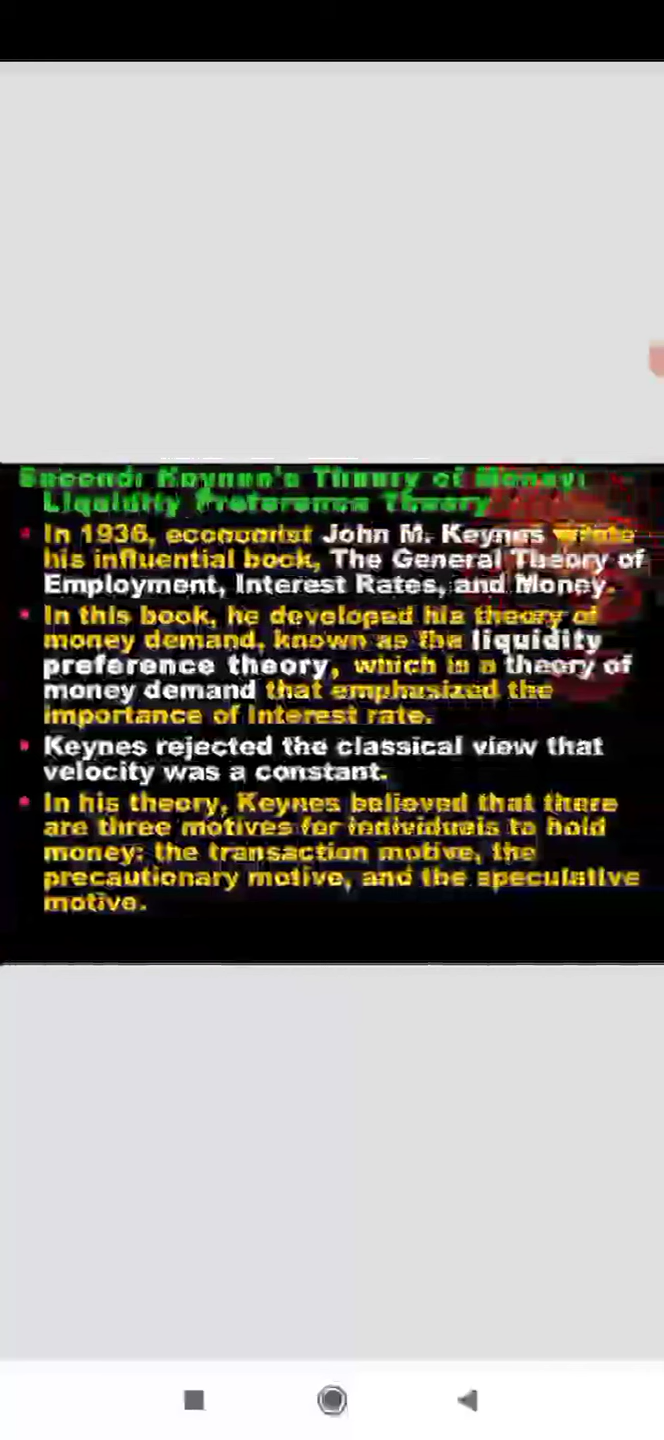 Second: Keynes's Theory of Money:
Liquidity Preference Theory
In 1936, economist John M. Keynes wrote
his influential book, The General Theory of
Employment, Interest Rates, and Money.
In this book, he developed his theory of
money demand, known as the liquidity
preference theory, which is a theory of
money demand that emphasized the
importance of interest rate.
Keynes rejected the classical view that
velocity was a constant.
In his theory, Keynes believed that there
are three motives for individuals to hold
money: the transaction motive, the
precautionary motive, and the speculative
motive.